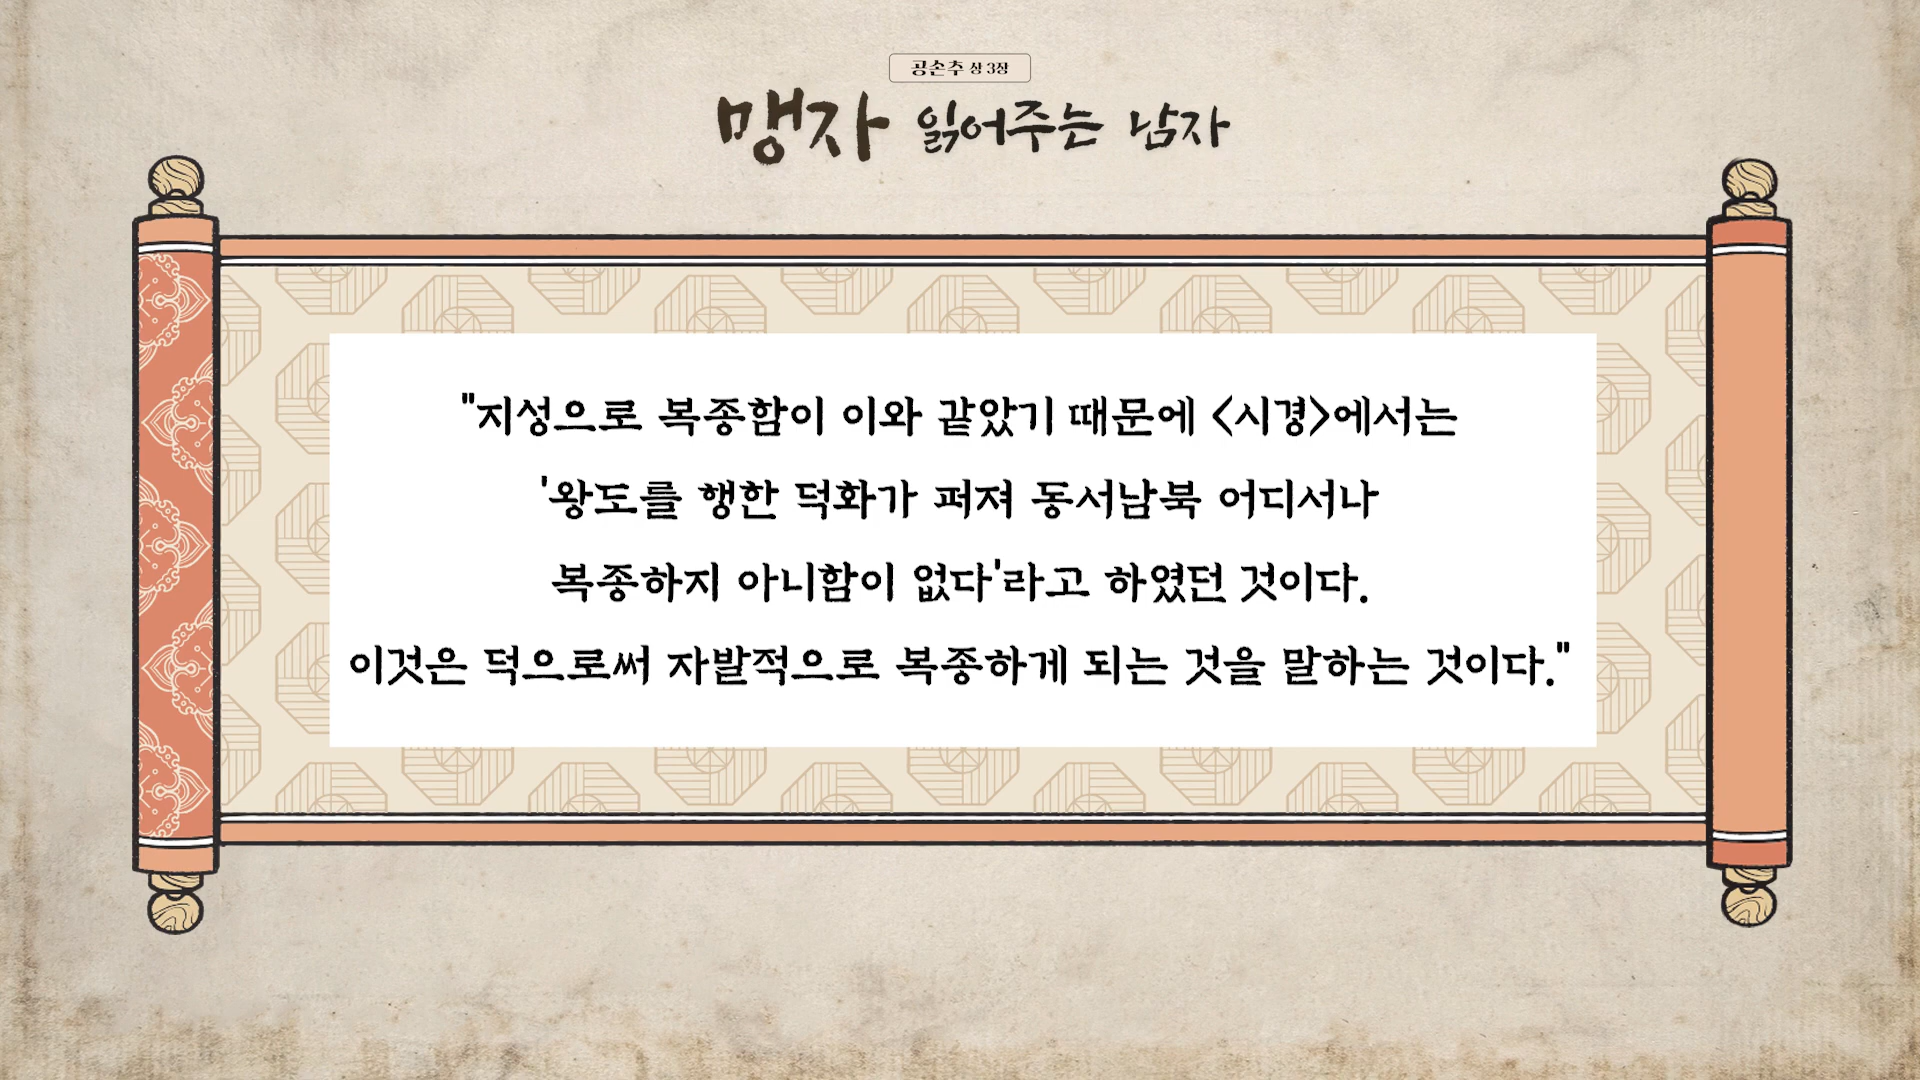 공손추 상 3장
맹자 읽어주는 남자
"지성으로 복종함이 이와 같았기 때문에 <시경>에서는
'왕도를 행한 덕화가 퍼져 동서남북 어디서나
복종하지 아니함이 없다'라고 하였던 것이다.
이것은 덕으로써 자발적으로 복종하게 되는 것을 말하는 것이다."